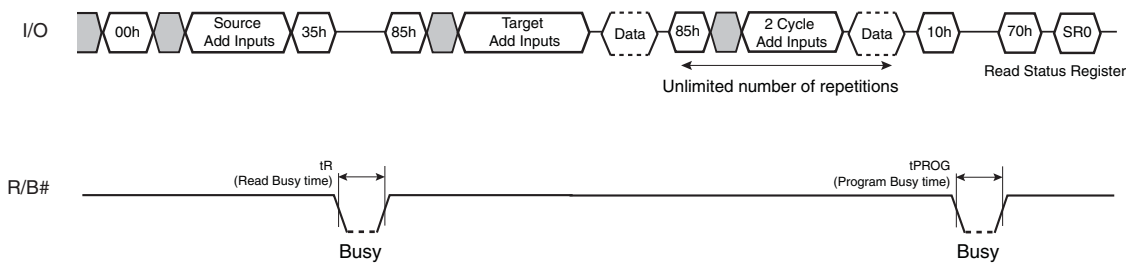 I/O
00h
Source
Add Inputs
35h
85h
Target
Add Inputs
Data
85h
2 Cycle
Add Inputs
Data
10h
70h
SR0
Unlimited number of repetitions
Read Status Register
R/B#
tR
(Read Busy time)
Busy
tPROG
(Program Busy time)
Busy